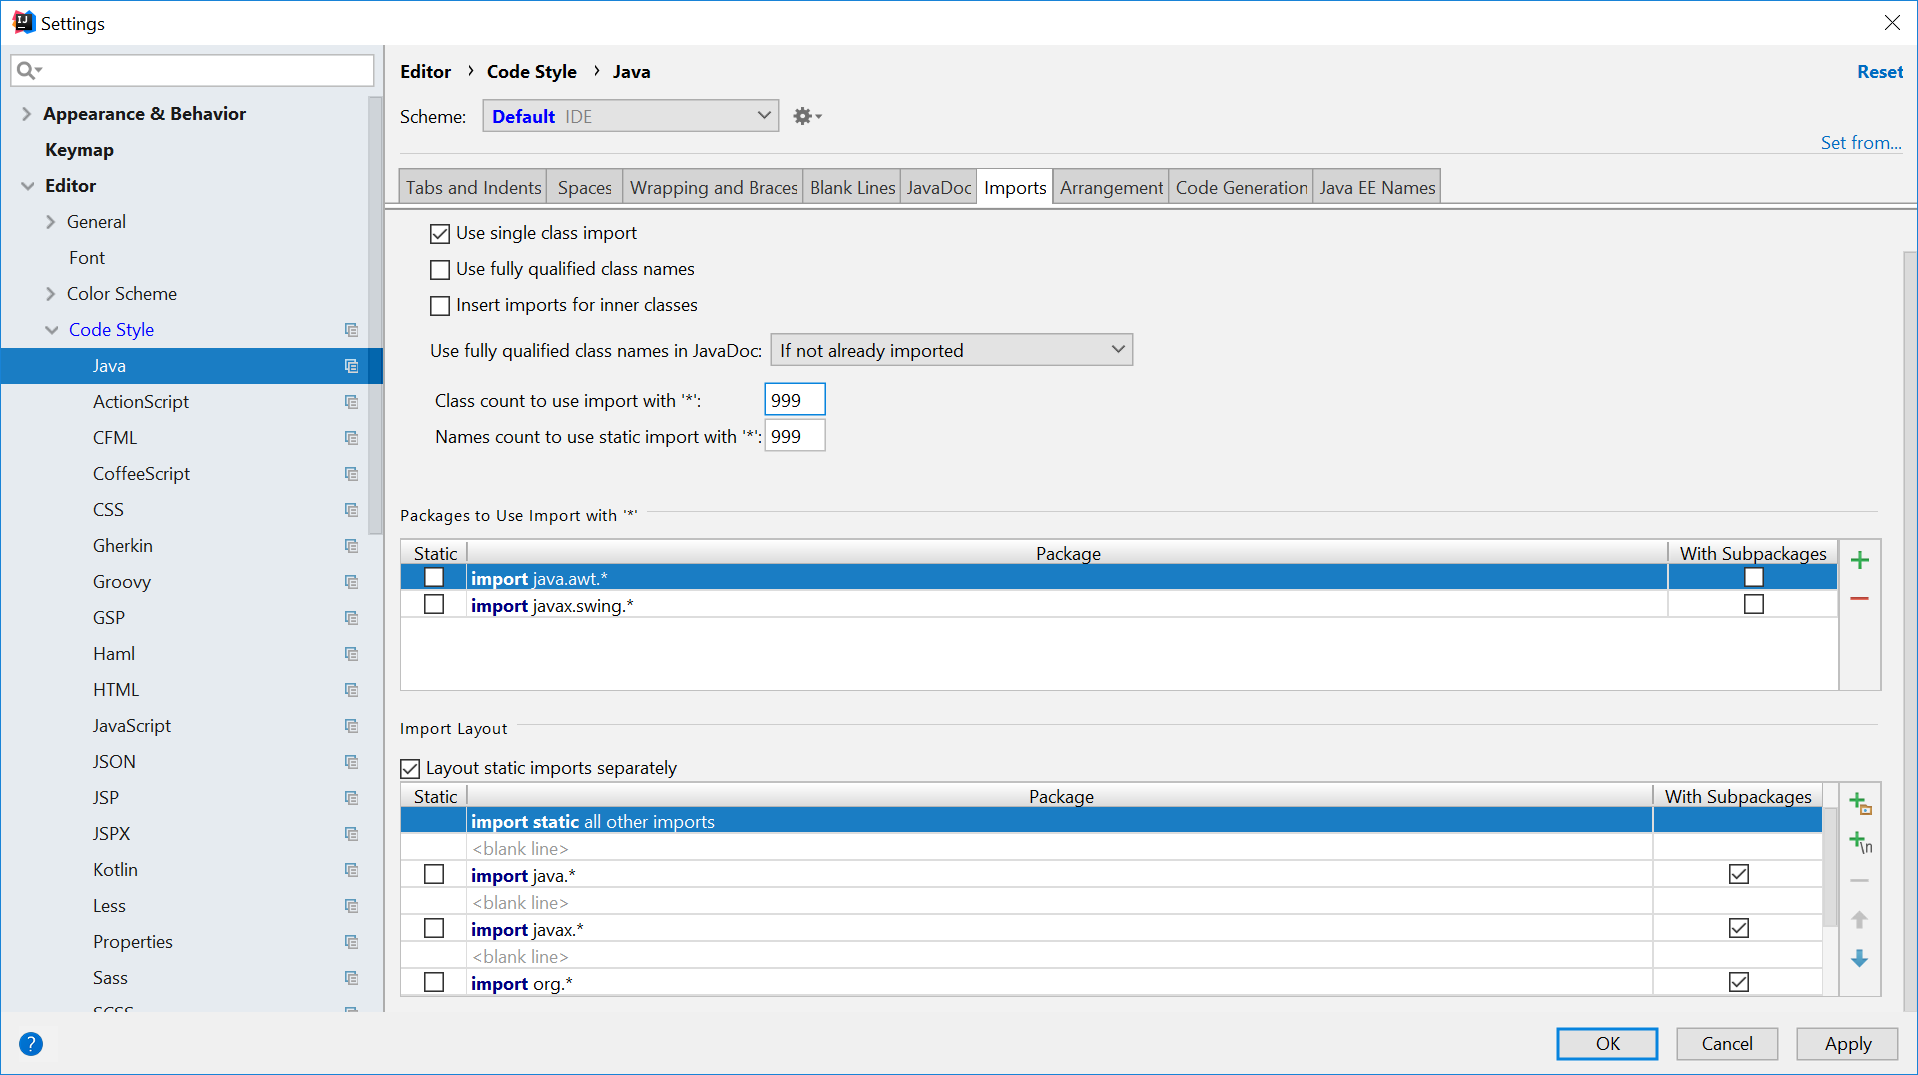 Settings
Appearance & Behavior
Keymap
Editor
General
Font
Color Scheme
Code Style
Java
ActionScript
CFML
CoffeeScript
CSS
Gherkin
Groovy
GSP
Haml
HTML
JavaScript
JSON
JSP
JSPX
Kotlin
Less
Properties
Sass
SCSS
Editor › Code Style › Java
Reset
Scheme: Default IDE
Set from...
Tabs and Indents Spaces Wrapping and Braces Blank Lines JavaDoc Imports Arrangement Code Generation Java EE Names
Use single class import
Use fully qualified class names
Insert imports for inner classes
Use fully qualified class names in JavaDoc: If not already imported
Class count to use import with '*': 999
Names count to use static import with '*': 999
Packages to Use Import with '*'
Static Package With Subpackages
import java.awt.*
import javax.swing.*
Import Layout
Layout static imports separately
Static Package With Subpackages
import static all other imports
<blank line>
import java.*
<blank line>
import javax.*
<blank line>
import org.*
\n
?
OK Cancel Apply